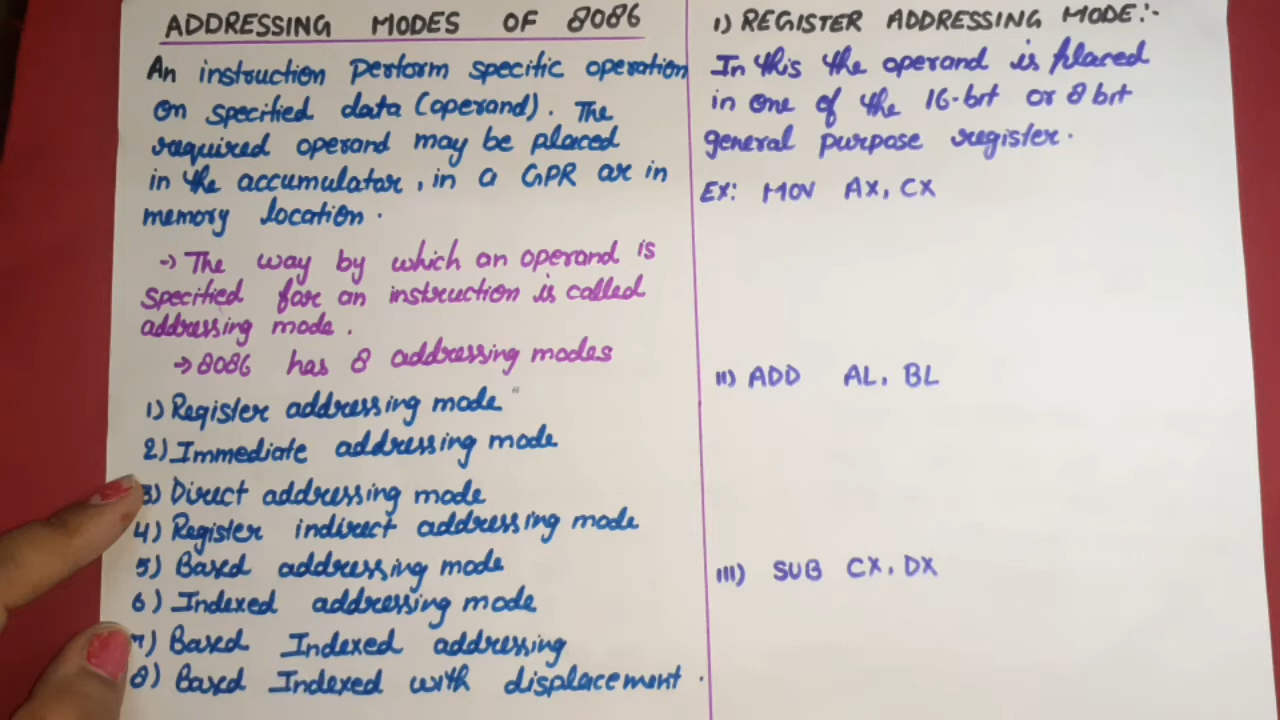 ADDRESSING MODES OF 8086
An instruction perform specific operation
on specified data (operand). The
required operand may be placed
in the accumulator, in a GPR or in
memory location.
→ The way by which an operand is
specified for an instruction is called
addressing mode.
→ 8086 has 8 addressing modes
1) Register addressing mode
2) Immediate addressing mode
3) Direct addressing mode
4) Register indirect addressing mode
5) Based addressing mode
6) Indexed addressing mode
7) Based Indexed addressing
8) Based Indexed with displacement.
1) REGISTER ADDRESSING MODE:-
In this the operand is placed
in one of the 16-bit or 8 bit
general purpose register.
EX: MOV AX, CX
11) ADD AL, BL
111) SUB CX, DX